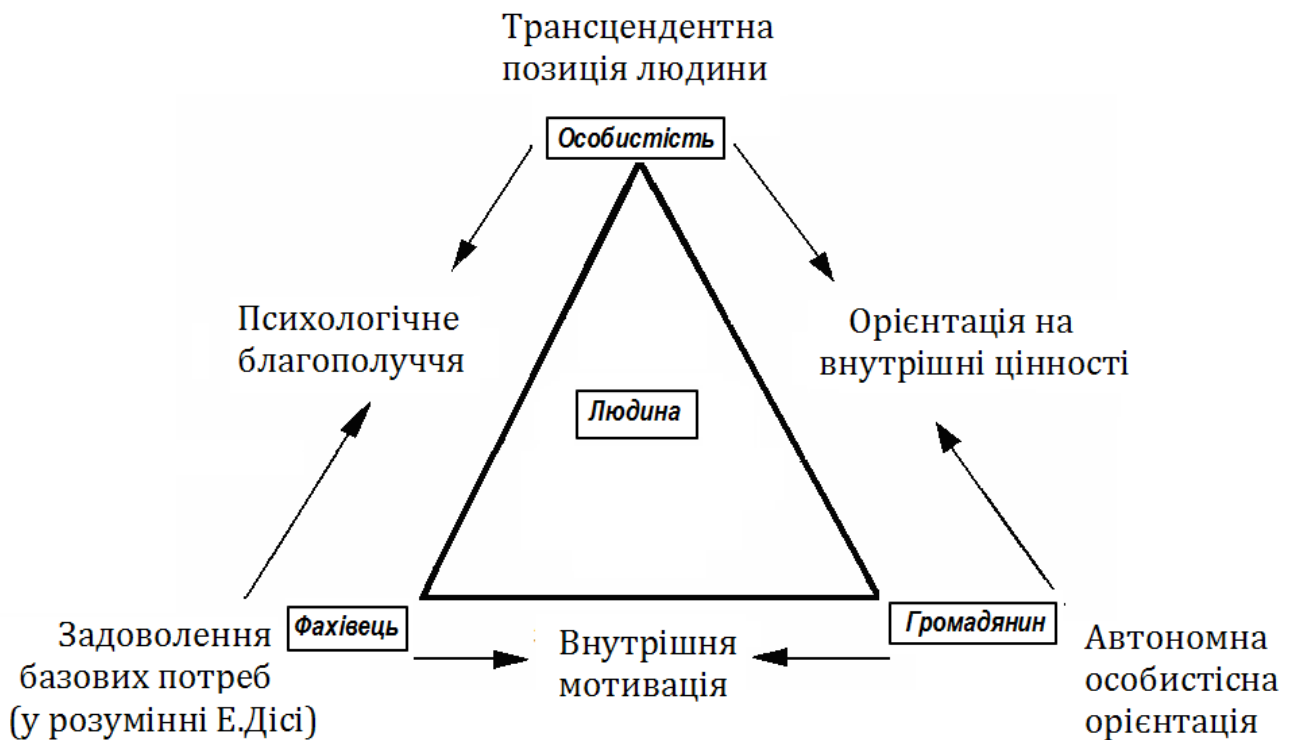 Трансцендентна
позиція людини
Особистість
Психологічне
благополуччя
Орієнтація на
внутрішні цінності
Людина
Задоволення
базових потреб
(у розумінні Е.Дісі)
Фахівець
Внутрішня
мотивація
Громадянин
Автономна
особистісна
орієнтація